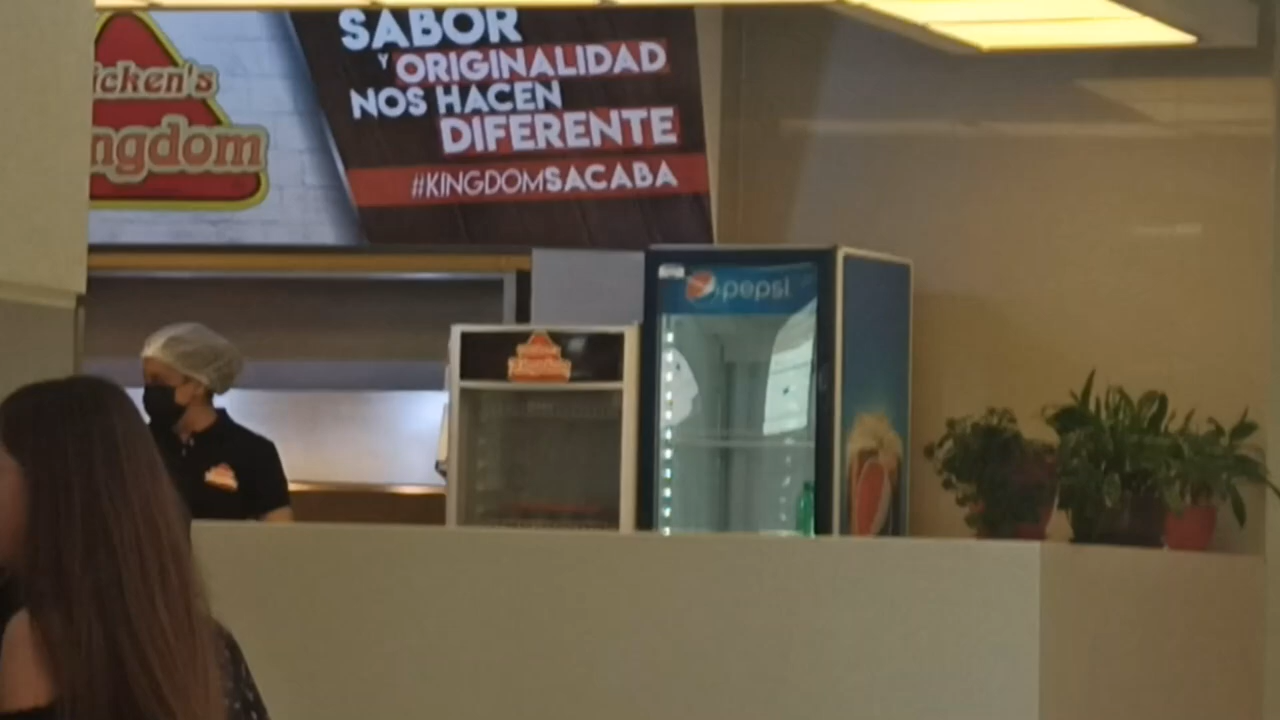 icken's
ngdom
SABOR
Y ORIGINALIDAD
NOS HACEN
DIFERENTE
#KINGDOMSACABA
pepsi